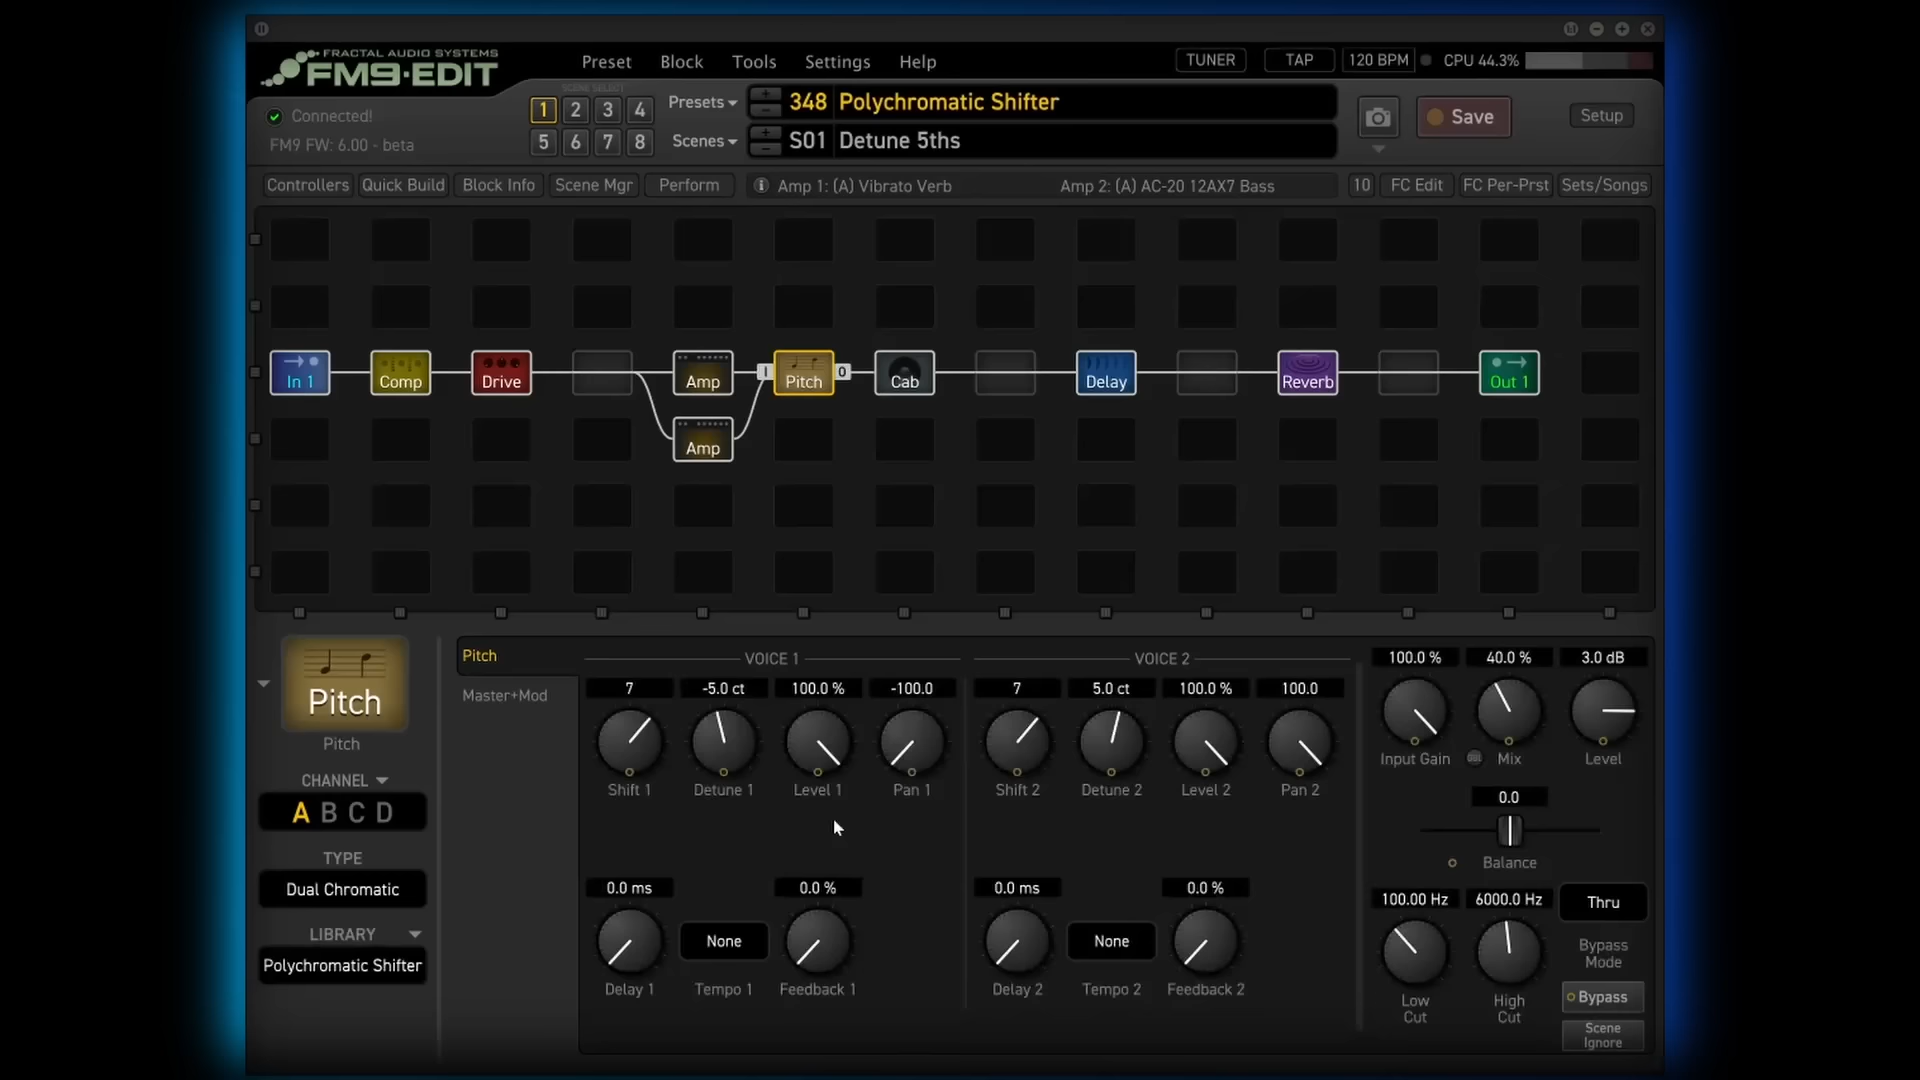 FRACTAL AUDIO SYSTEMS
FM9-EDIT
Preset Block Tools Settings Help
TUNER TAP 120 BPM CPU 44.3%
SCENE SELECT
1 2 3 4
5 6 7 8
Presets 348 Polychromatic Shifter
Scenes S01 Detune 5ths
Save
Setup
Connected!
FM9 FW: 6.00 - beta
Controllers Quick Build Block Info Scene Mgr Perform
Amp 1: (A) Vibrato Verb Amp 2: (A) AC-20 12AX7 Bass
10 FC Edit FC Per-Prst Sets/Songs
In 1 Comp Drive Amp I Pitch O Cab Delay Reverb Out 1
Amp
Pitch
Pitch
CHANNEL
A B C D
TYPE
Dual Chromatic
LIBRARY
Polychromatic Shifter
Pitch
Master+Mod
VOICE 1
7 -5.0 ct 100.0 % -100.0
Shift 1 Detune 1 Level 1 Pan 1
0.0 ms 0.0 %
None
Delay 1 Tempo 1 Feedback 1
VOICE 2
7 5.0 ct 100.0 % 100.0
Shift 2 Detune 2 Level 2 Pan 2
0.0 ms 0.0 %
None
Delay 2 Tempo 2 Feedback 2
100.0 % 40.0 % 3.0 dB
Input Gain Mix Level
0.0
Balance
100.00 Hz 6000.0 Hz Thru
Low Cut
High Cut
Bypass Mode
Bypass
Scene Ignore